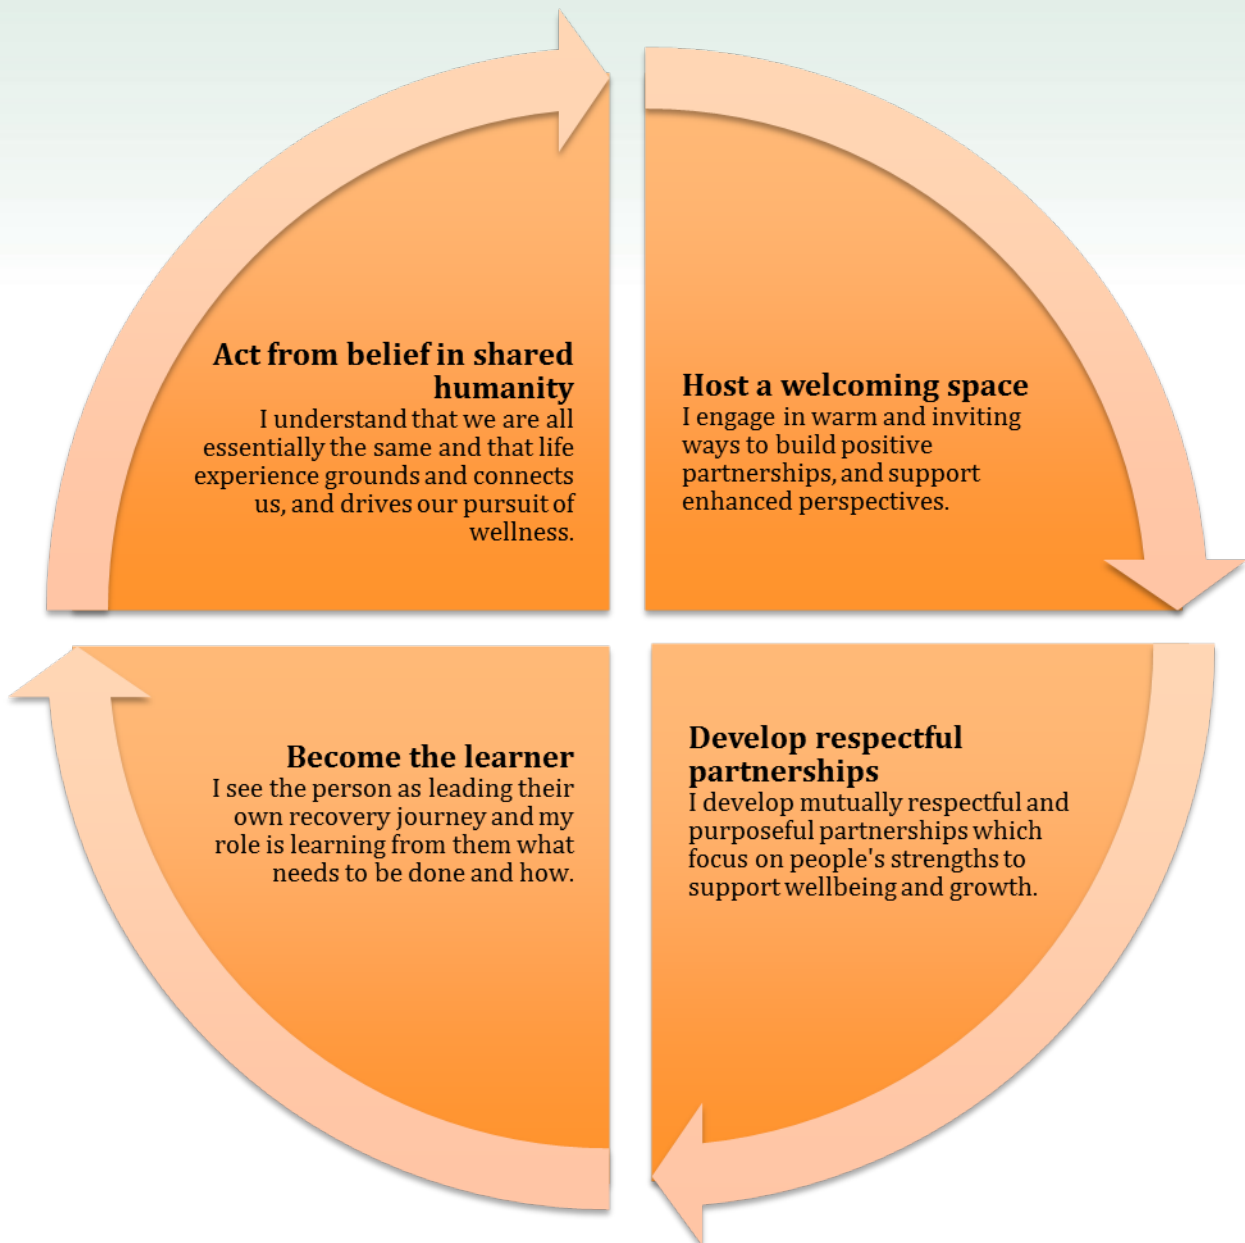 Act from belief in shared
humanity
I understand that we are all
essentially the same and that life
experience grounds and connects
us, and drives our pursuit of
wellness.
Host a welcoming space
I engage in warm and inviting
ways to build positive
partnerships, and support
enhanced perspectives.
Develop respectful
partnerships
I develop mutually respectful and
purposeful partnerships which
focus on people's strengths to
support wellbeing and growth.
Become the learner
I see the person as leading their
own recovery journey and my
role is learning from them what
needs to be done and how.